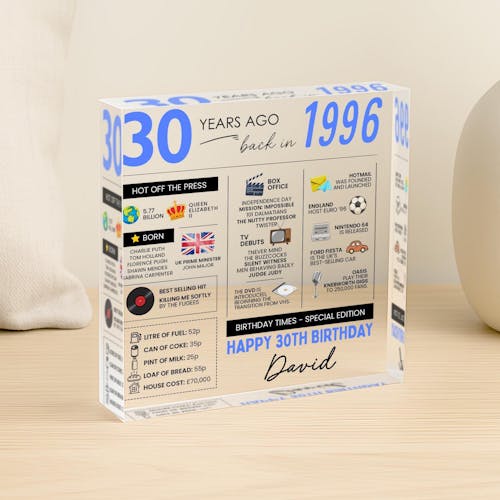 30 YEARS AGO
back in 1996
HOT OFF THE PRESS
5.77 BILLION
QUEEN ELIZABETH II
BORN
CHARLIE PUTH
TOM HOLLAND
FLORENCE PUGH
SHAWN MENDES
SABRINA CARPENTER
UK PRIME MINISTER
JOHN MAJOR
BEST SELLING HIT
KILLING ME SOFTLY
BY THE FUGEES
LITRE OF FUEL: 52p
CAN OF COKE: 35p
PINT OF MILK: 25p
LOAF OF BREAD: 55p
HOUSE COST: £70,000
BOX OFFICE
INDEPENDENCE DAY
MISSION: IMPOSSIBLE
101 DALMATIANS
THE NUTTY PROFESSOR
TWISTER
TV DEBUTS
NEVER MIND
THE BUZZCOCKS
SILENT WITNESS
MEN BEHAVING BADLY
JUDGE JUDY
THE DVD IS
INTRODUCED,
BEGINNING THE
TRANSITION FROM VHS.
HOTMAIL
WAS FOUNDED
AND LAUNCHED
ENGLAND
HOST EURO '96
NINTENDO 64
IS RELEASED
FORD FIESTA
IS THE UK'S
BEST-SELLING CAR
OASIS
PLAY THEIR
KNEBWORTH GIGS
TO 250,000 FANS.
BIRTHDAY TIMES - SPECIAL EDITION
HAPPY 30TH BIRTHDAY
David